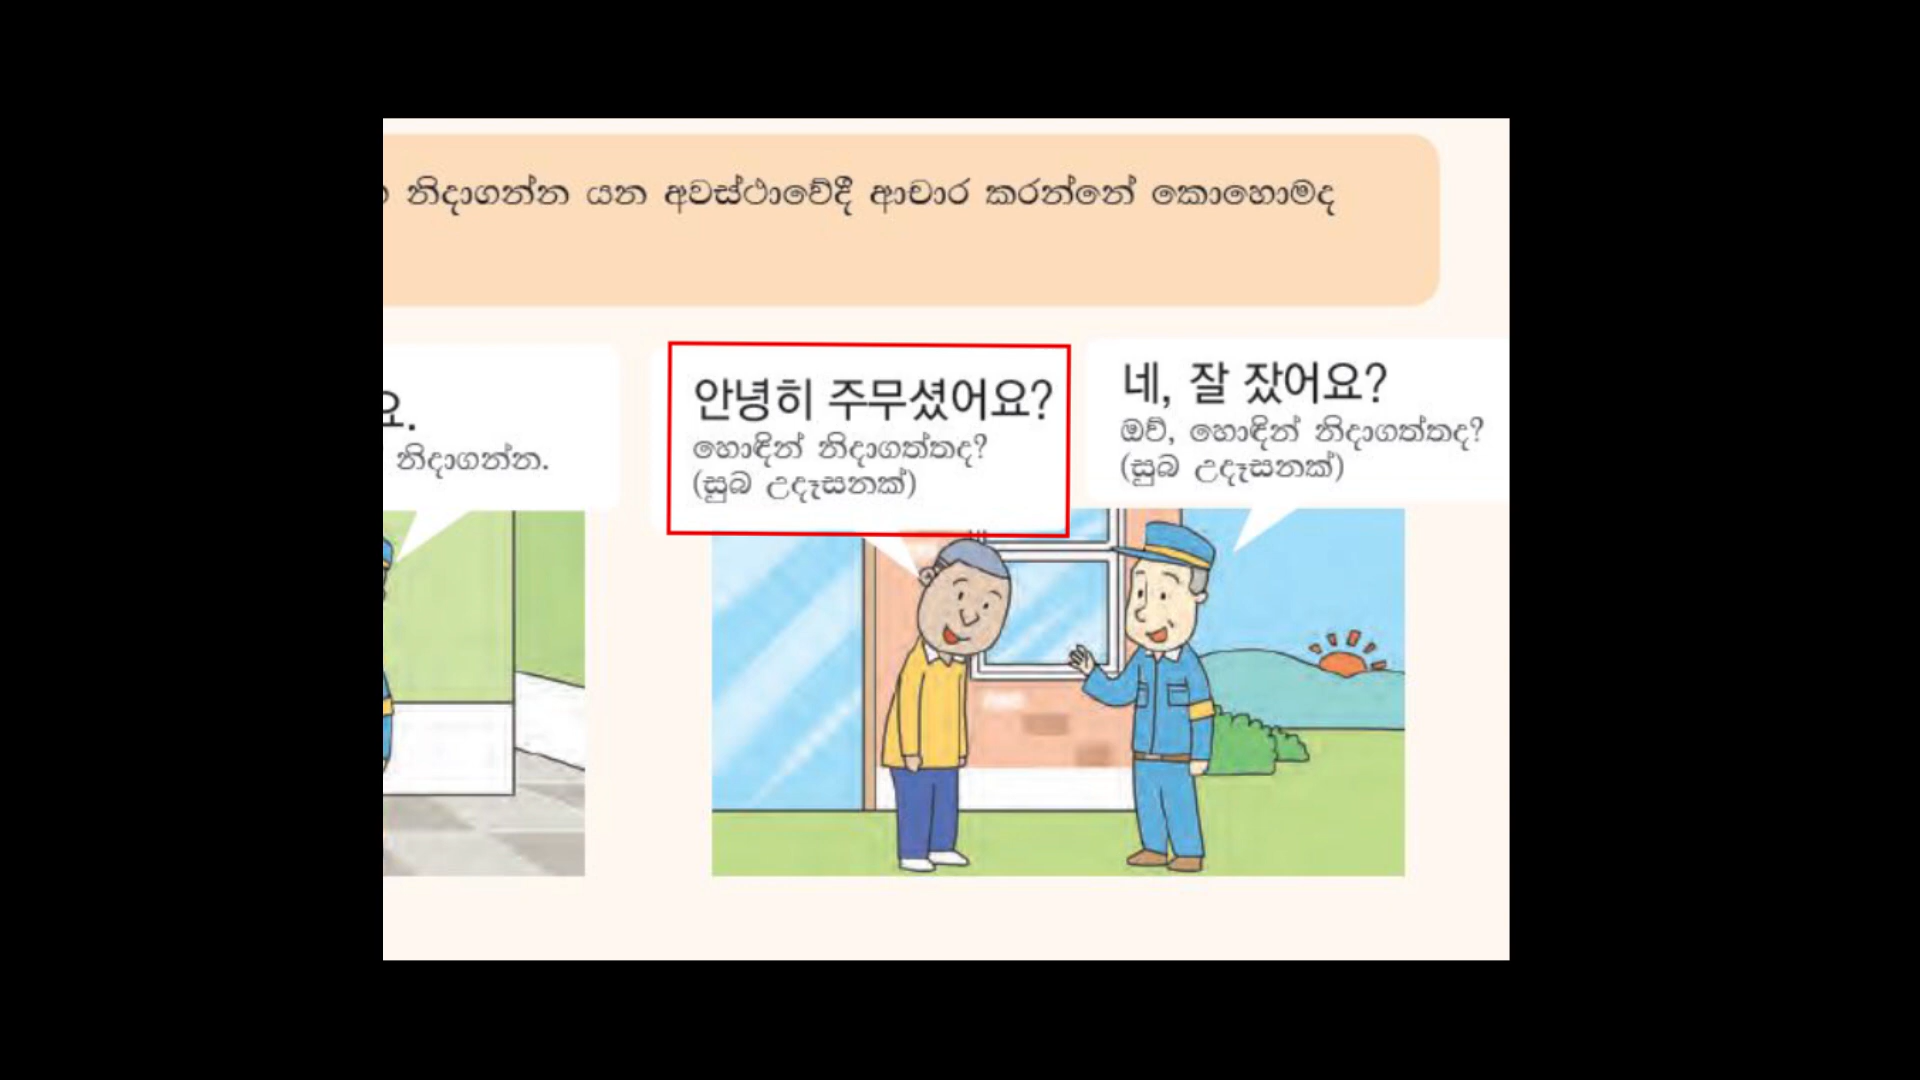 නිදාගන්න යන අවස්ථාවේදී ආචාර කරන්නේ කොහොමද
요.
නිදාගන්න.
안녕히 주무셨어요?
හොඳින් නිදාගත්තද?
(සුබ උදෑසනක්)
네, 잘 잤어요?
ඔව්, හොඳින් නිදාගත්තද?
(සුබ උදෑසනක්)